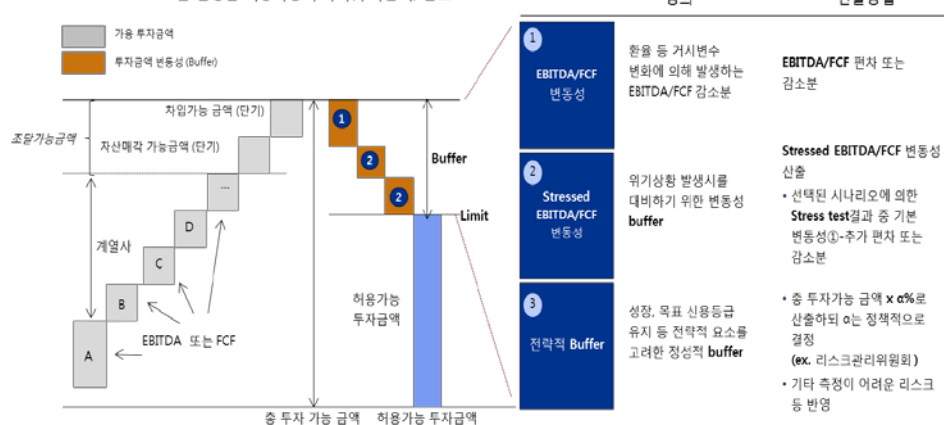 가용 투자금액
투자금액 변동성 (Buffer)
조달가능금액
차입가능 금액 (단기)
자산매각 가능금액 (단기)
계열사
...
D
C
B
A
EBITDA 또는 FCF
1
2
2
Buffer
Limit
허용가능
투자금액
총 투자 가능 금액
허용가능 투자금액
1
EBITDA/FCF
변동성
환율 등 거시변수
변화에 의해 발생하는
EBITDA/FCF 감소분
EBITDA/FCF 편차 또는
감소분
2
Stressed
EBITDA/FCF
변동성
위기상황 발생시를
대비하기 위한 변동성
buffer
Stressed EBITDA/FCF 변동성
산출
• 선택된 시나리오에 의한
Stress test결과 중 기본
변동성①-추가 편차 또는
감소분
3
전략적 Buffer
성장, 목표 신용등급
유지 등 전략적 요소를
고려한 정성적 buffer
• 총 투자가능 금액 x α%로
산출하되 α는 정책적으로
결정
(ex. 리스크관리위원회)
• 기타 측정이 어려운 리스크
등 반영